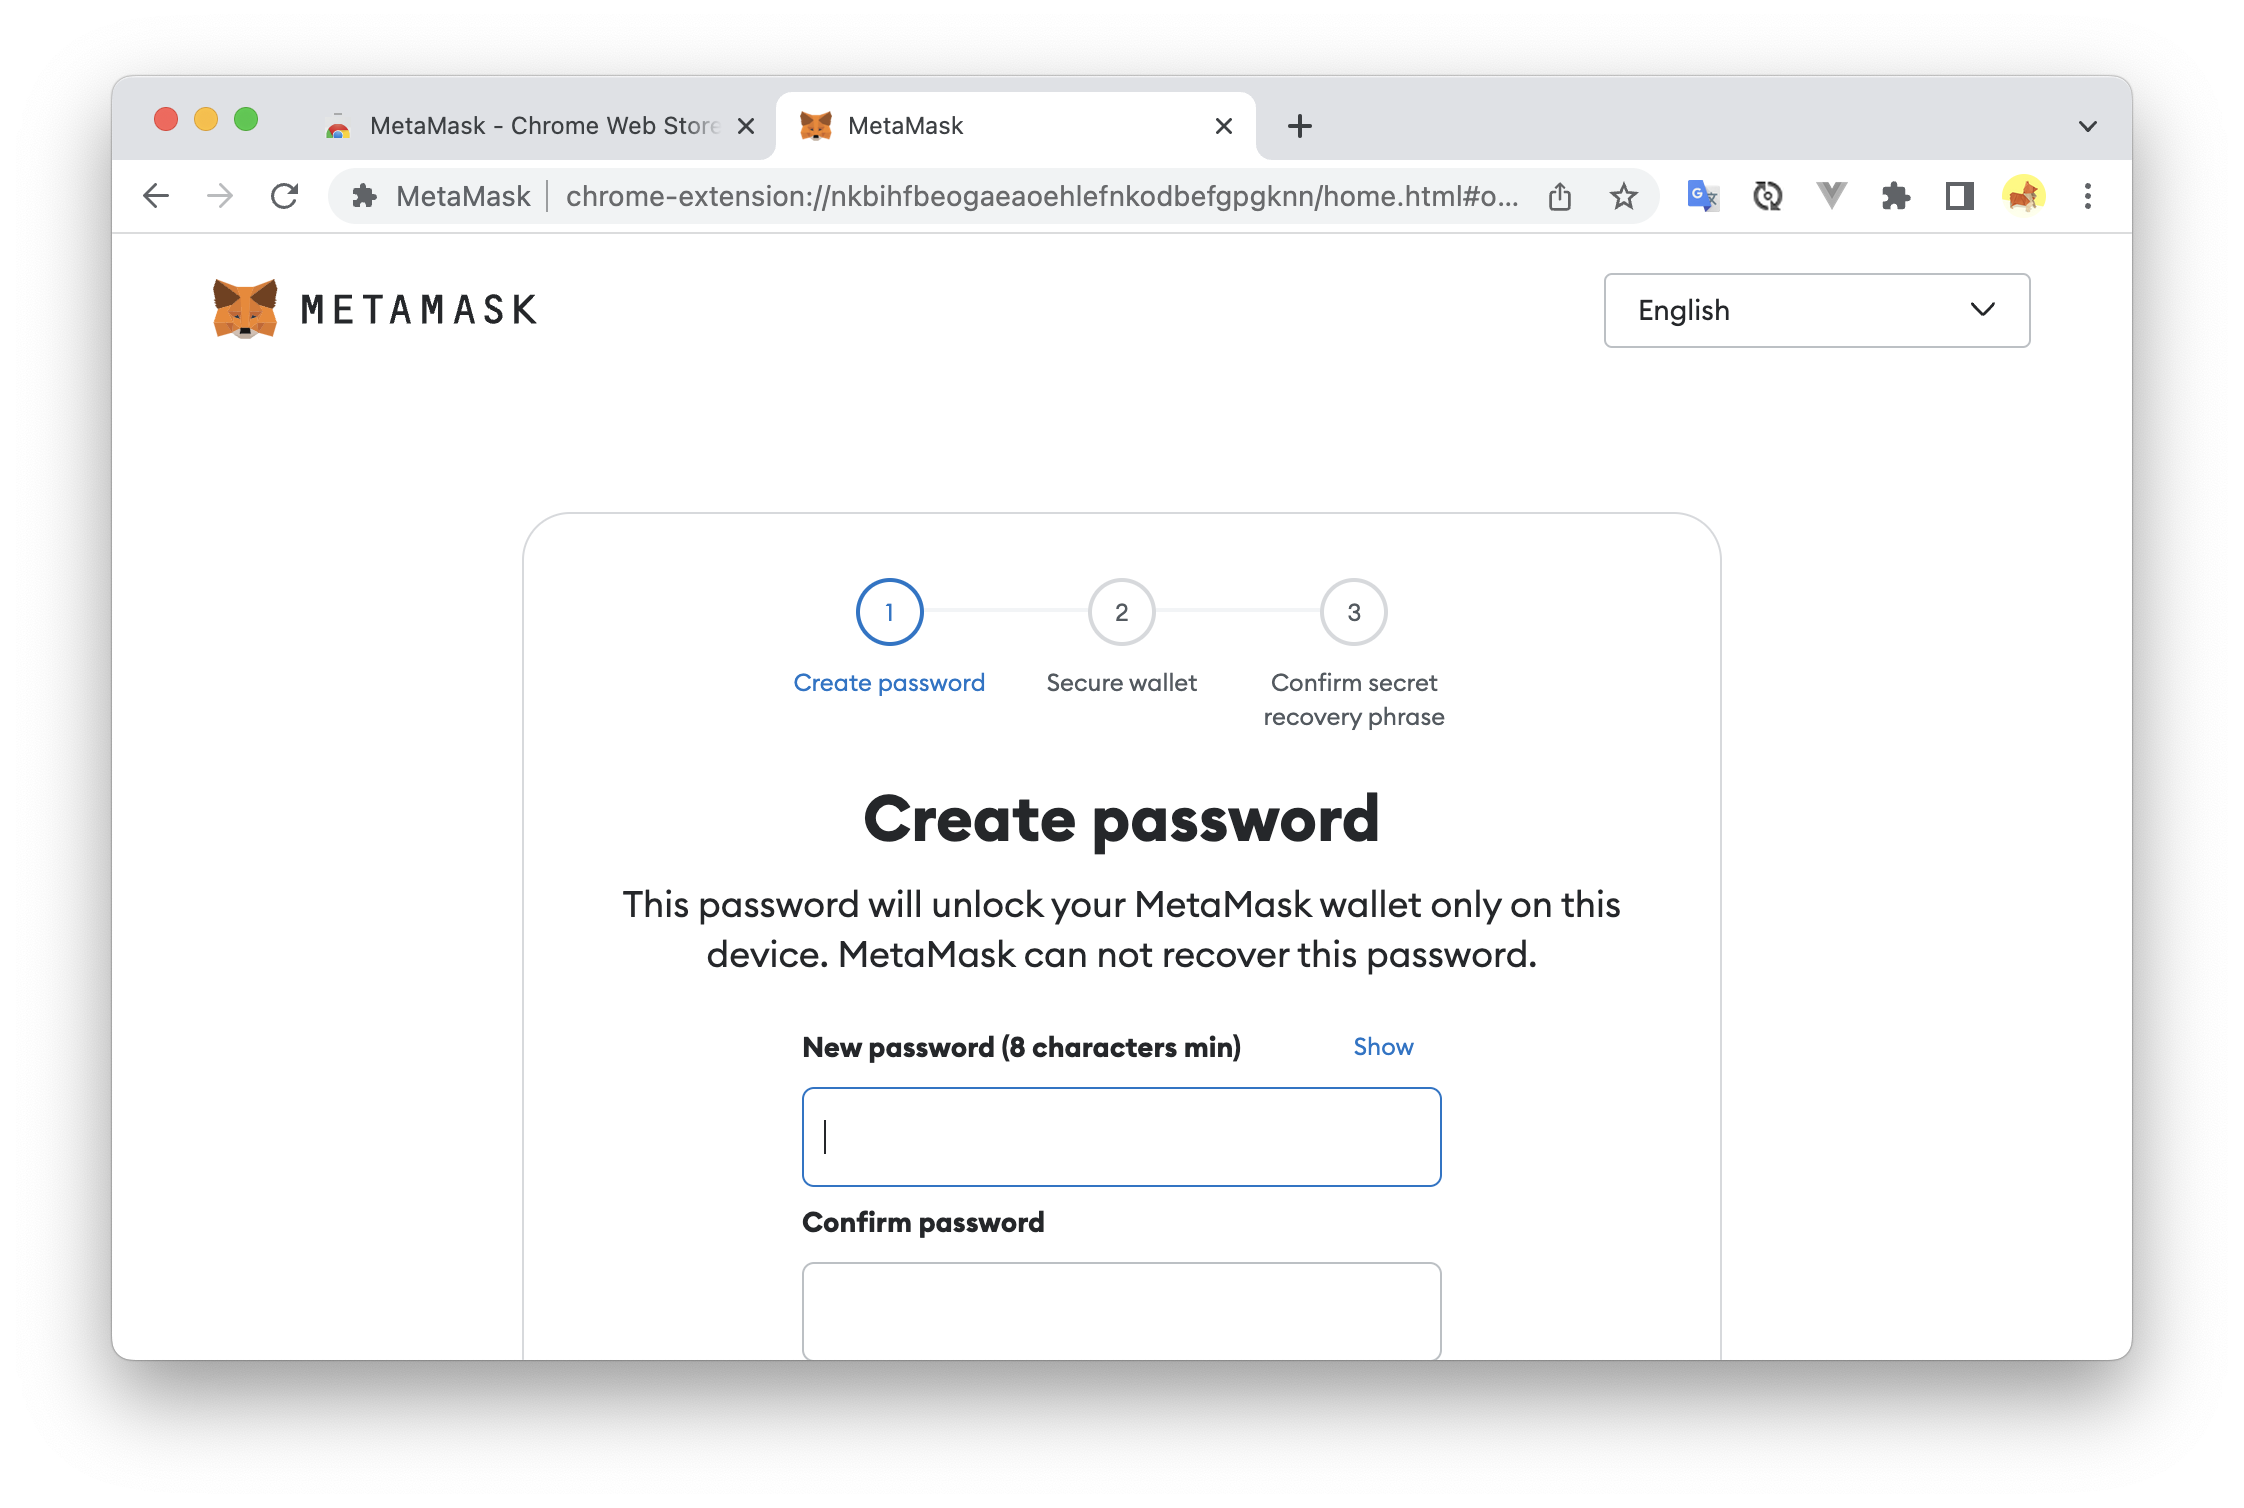 MetaMask - Chrome Web Store
MetaMask
MetaMask
chrome-extension://nkbihfbeogaeaoehlefnkodbefgpgknn/home.html#o...
METAMASK
English
1
2
3
Create password
Secure wallet
Confirm secret
recovery phrase
Create password
This password will unlock your MetaMask wallet only on this
device. MetaMask can not recover this password.
New password (8 characters min)
Show
Confirm password